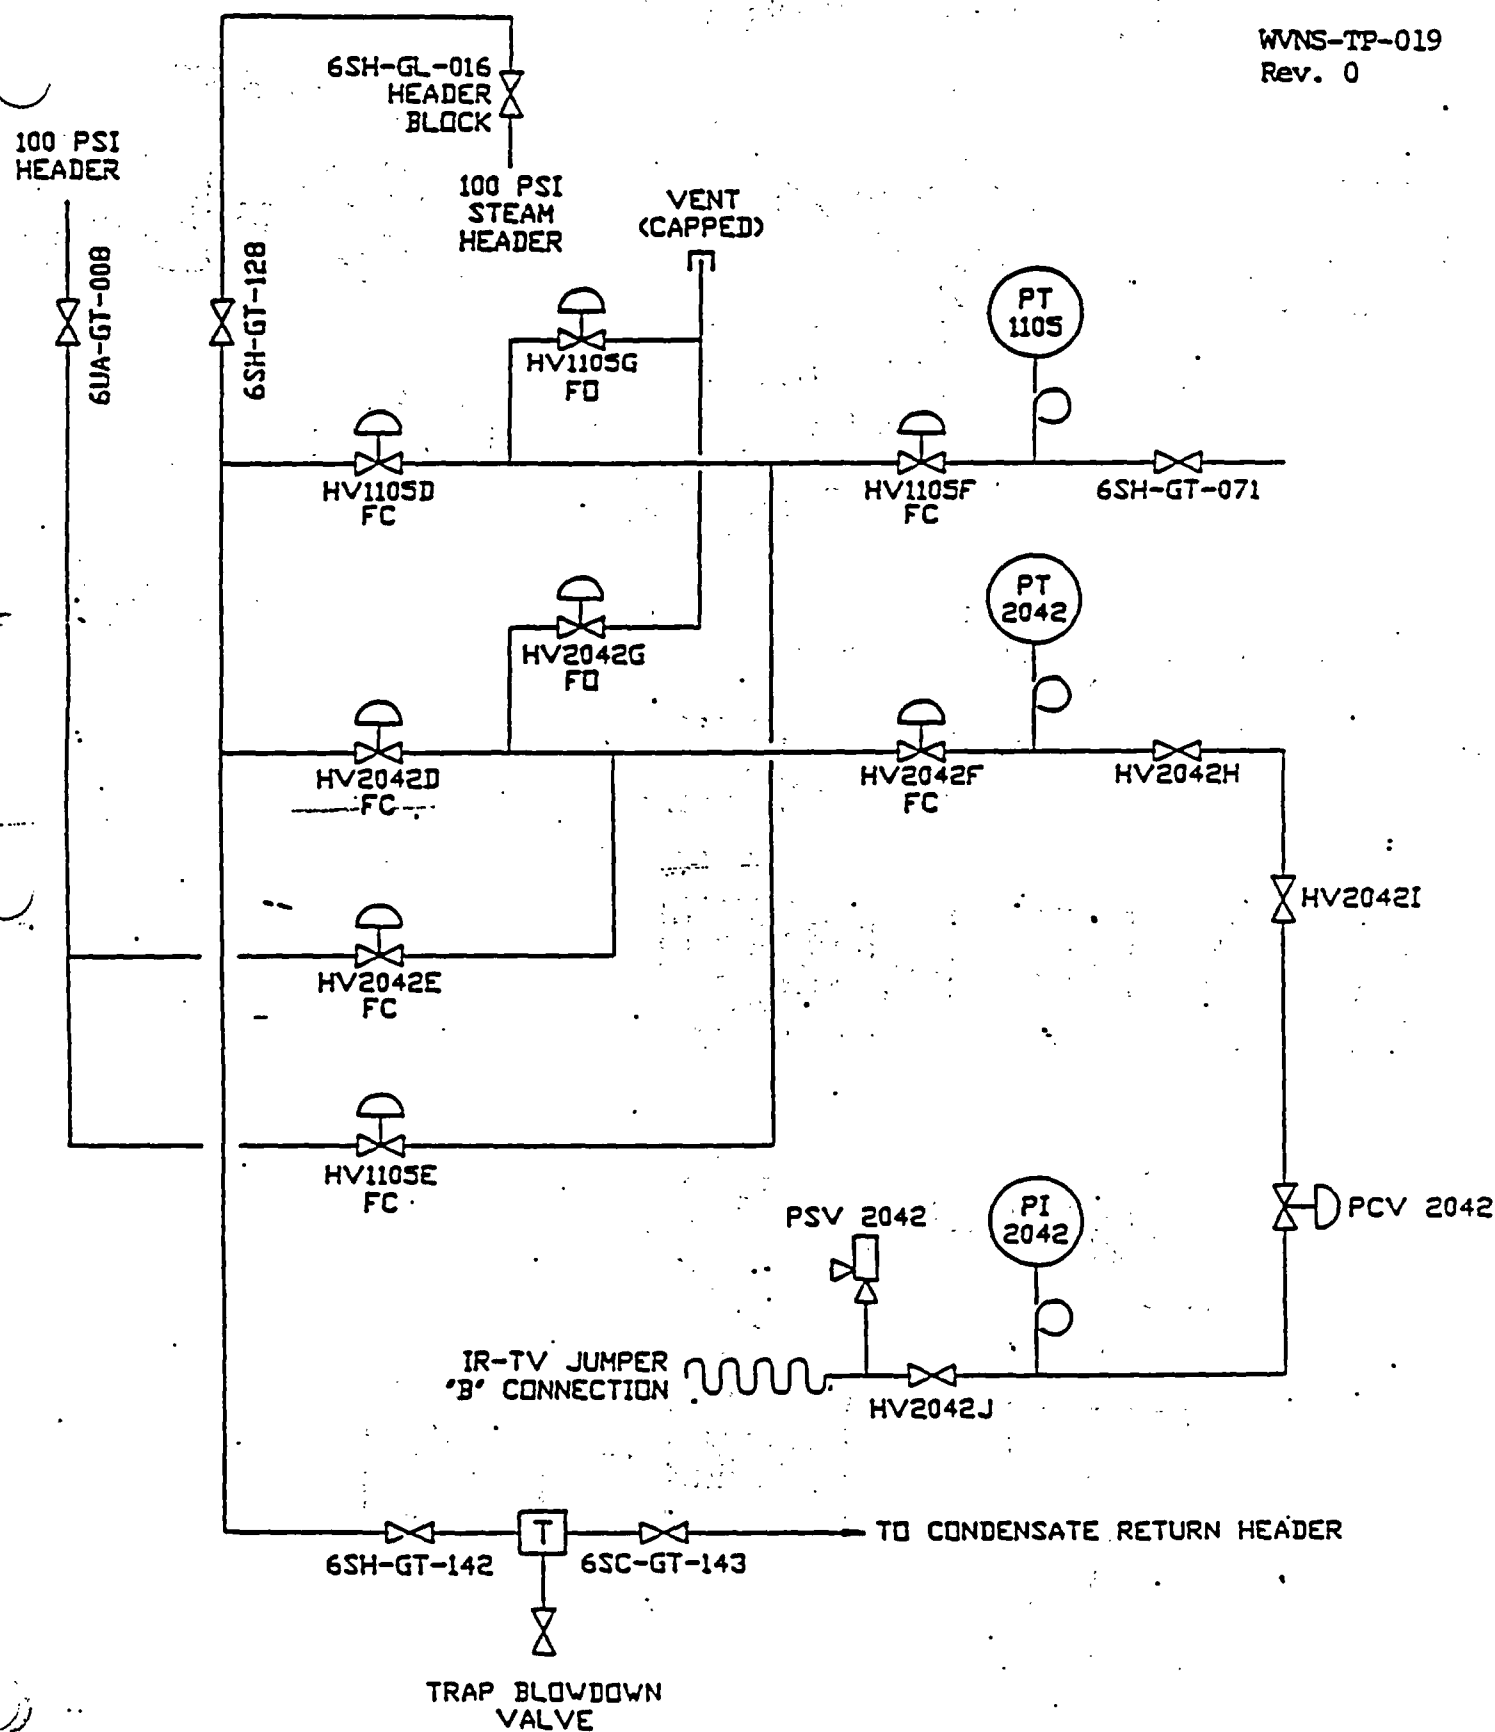 WVNS-TP-019
Rev. 0
6SH-GL-016
HEADER
BLOCK
100 PSI
HEADER
100 PSI
STEAM
HEADER
VENT
(CAPPED)
6UA-GT-008
6SH-GT-128
PT
1105
HV1105G
FO
HV1105D
FC
HV1105F
FC
6SH-GT-071
PT
2042
HV2042G
FO
HV2042D
FC
HV2042F
FC
HV2042H
HV2042I
HV2042E
FC
HV1105E
FC
PSV 2042
PI
2042
PCV 2042
IR-TV JUMPER
"B" CONNECTION
HV2042J
T
TO CONDENSATE RETURN HEADER
6SH-GT-142
6SC-GT-143
TRAP BLOWDOWN
VALVE